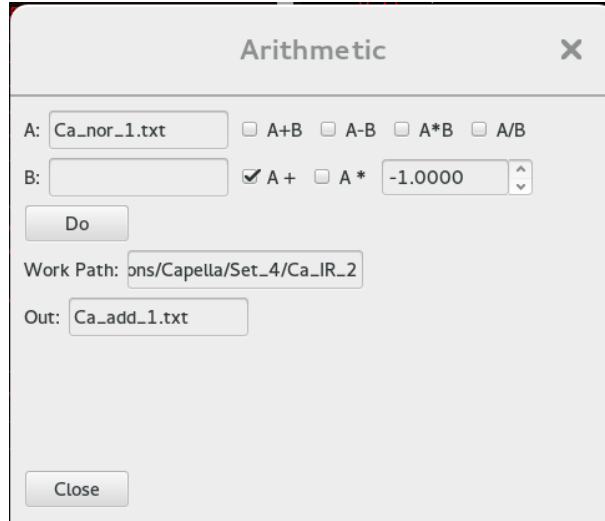 Arithmetic
A: Ca_nor_1.txt A+B A-B A*B A/B
B: A + A * -1.0000
Do
Work Path: ons/Capella/Set_4/Ca_IR_2
Out: Ca_add_1.txt
Close